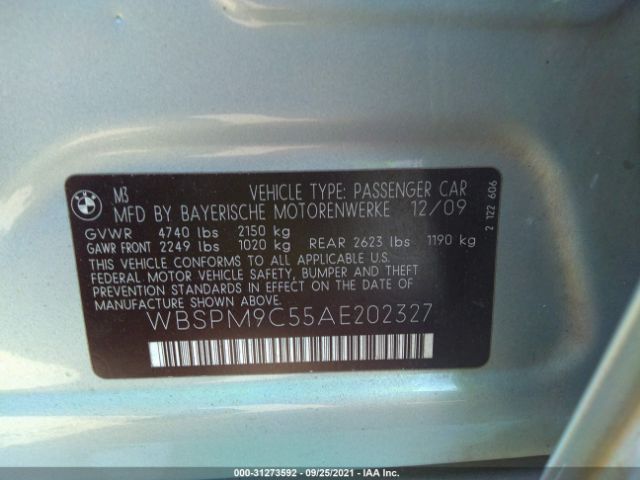 M3 VEHICLE TYPE: PASSENGER CAR
MFD BY BAYERISCHE MOTORENWERKE 12/09
GVWR 4740 lbs 2150 kg
GAWR FRONT 2249 lbs 1020 kg REAR 2623 lbs 1190 kg
THIS VEHICLE CONFORMS TO ALL APPLICABLE U.S.
FEDERAL MOTOR VEHICLE SAFETY, BUMPER AND THEFT
PREVENTION STANDARDS IN EFFECT ON THE DATE OF
MANUFACTURE SHOWN ABOVE.
WBSPM9C55AE202327
2 122 606
000-31273592 - 09/25/2021 - IAA Inc.